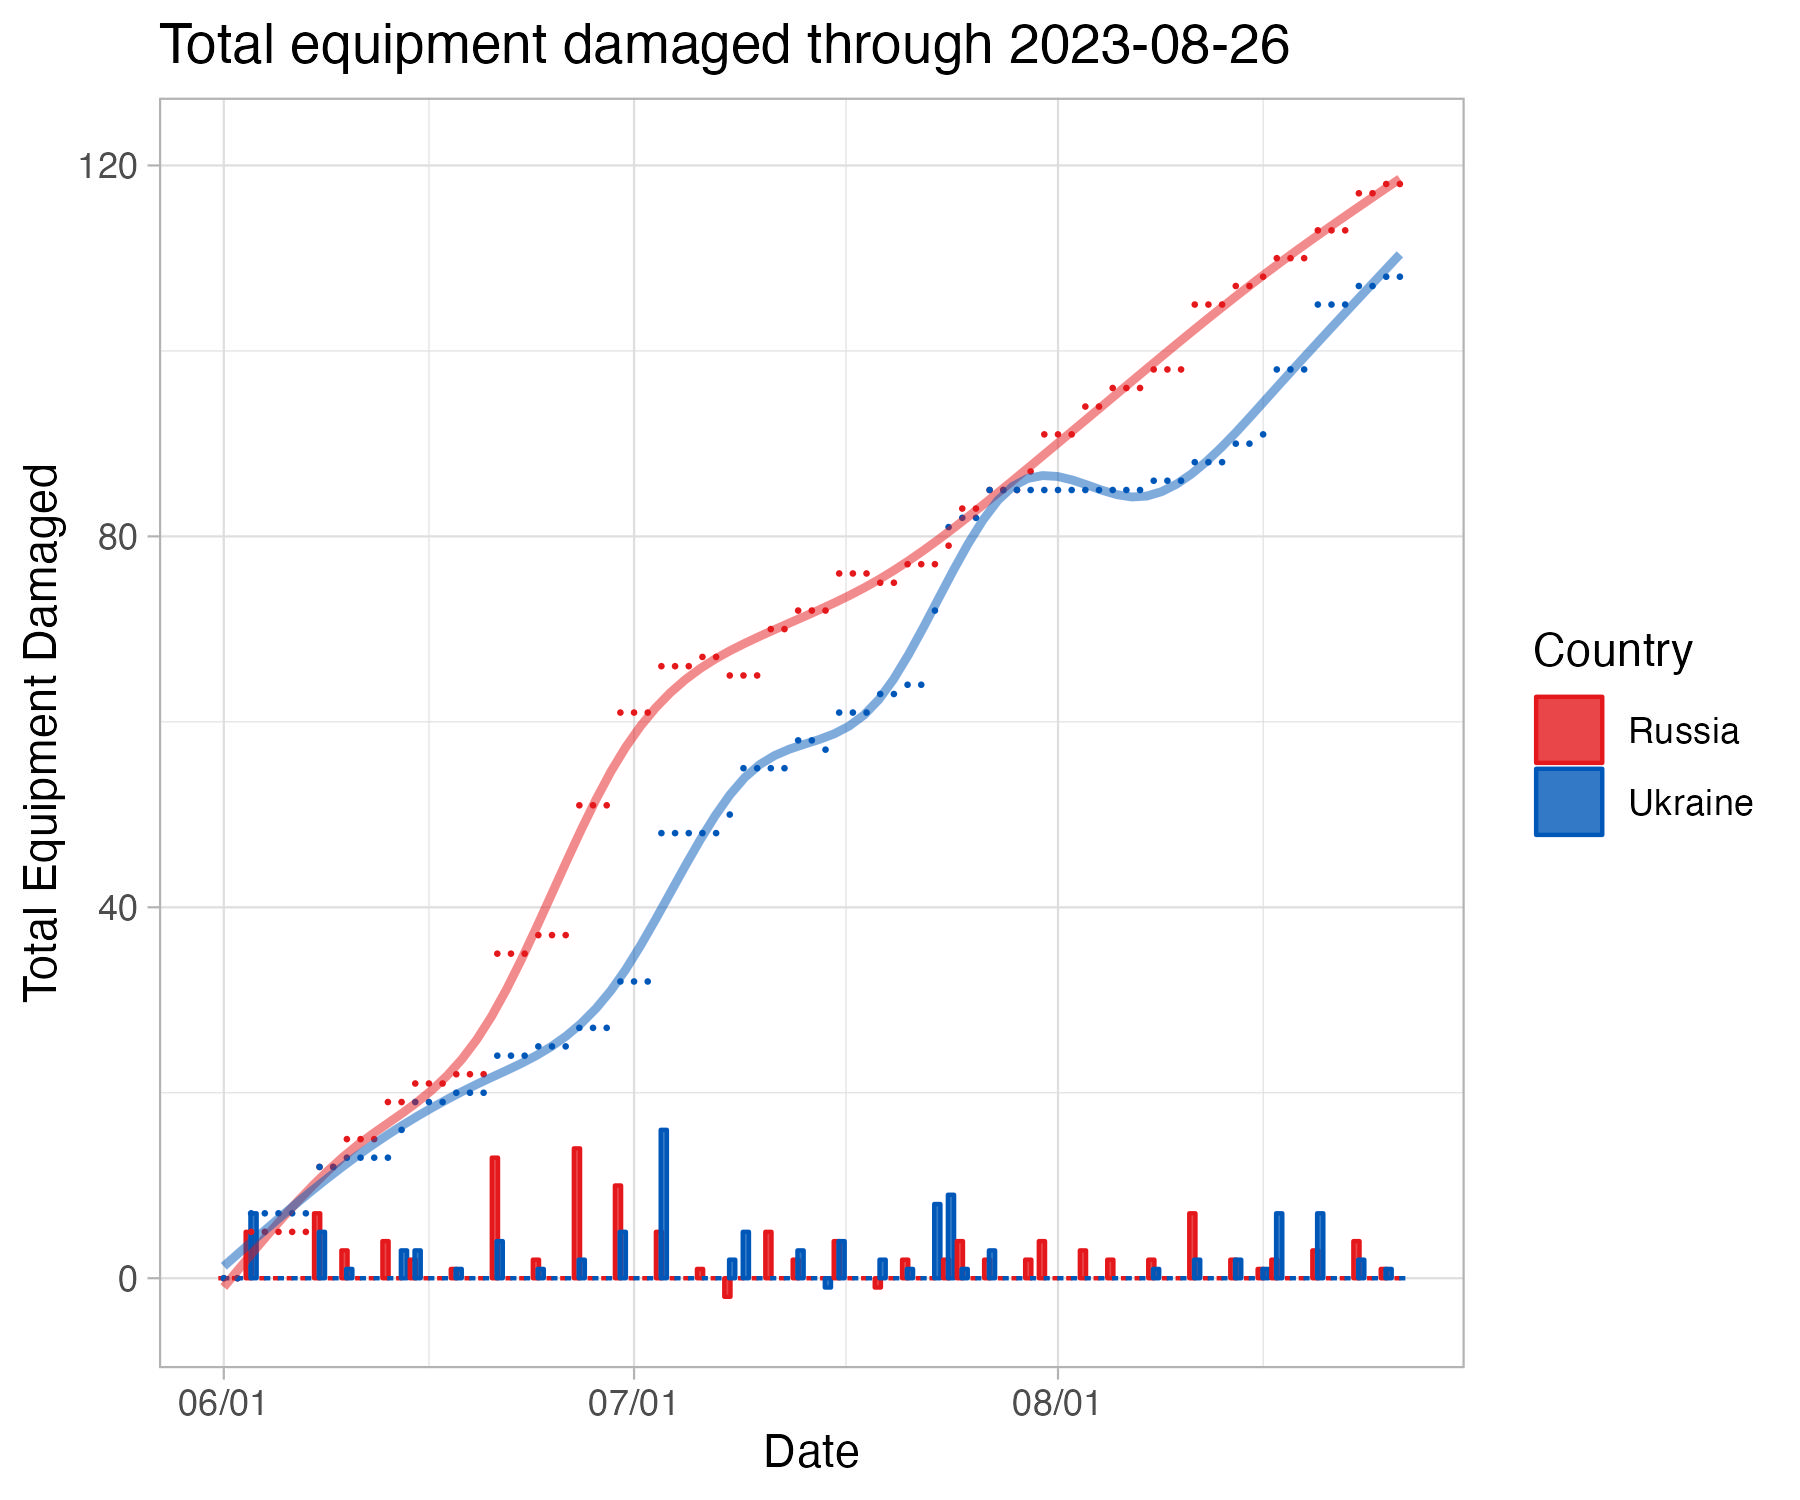 Total equipment damaged through 2023-08-26
Total Equipment Damaged
120
80
40
0
06/01
07/01
08/01
Date
Country
Russia
Ukraine